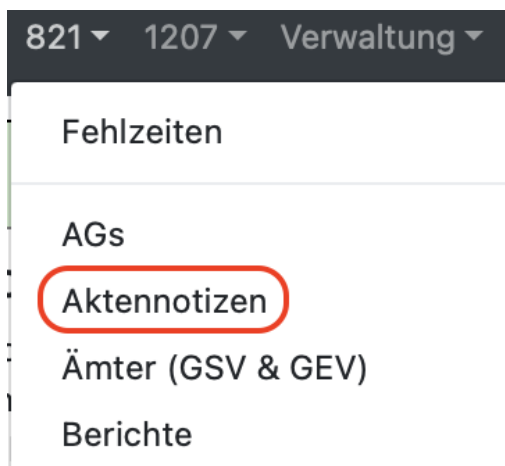 821 1207 Verwaltung
Fehlzeiten
AGs
Aktennotizen
Ämter (GSV & GEV)
Berichte